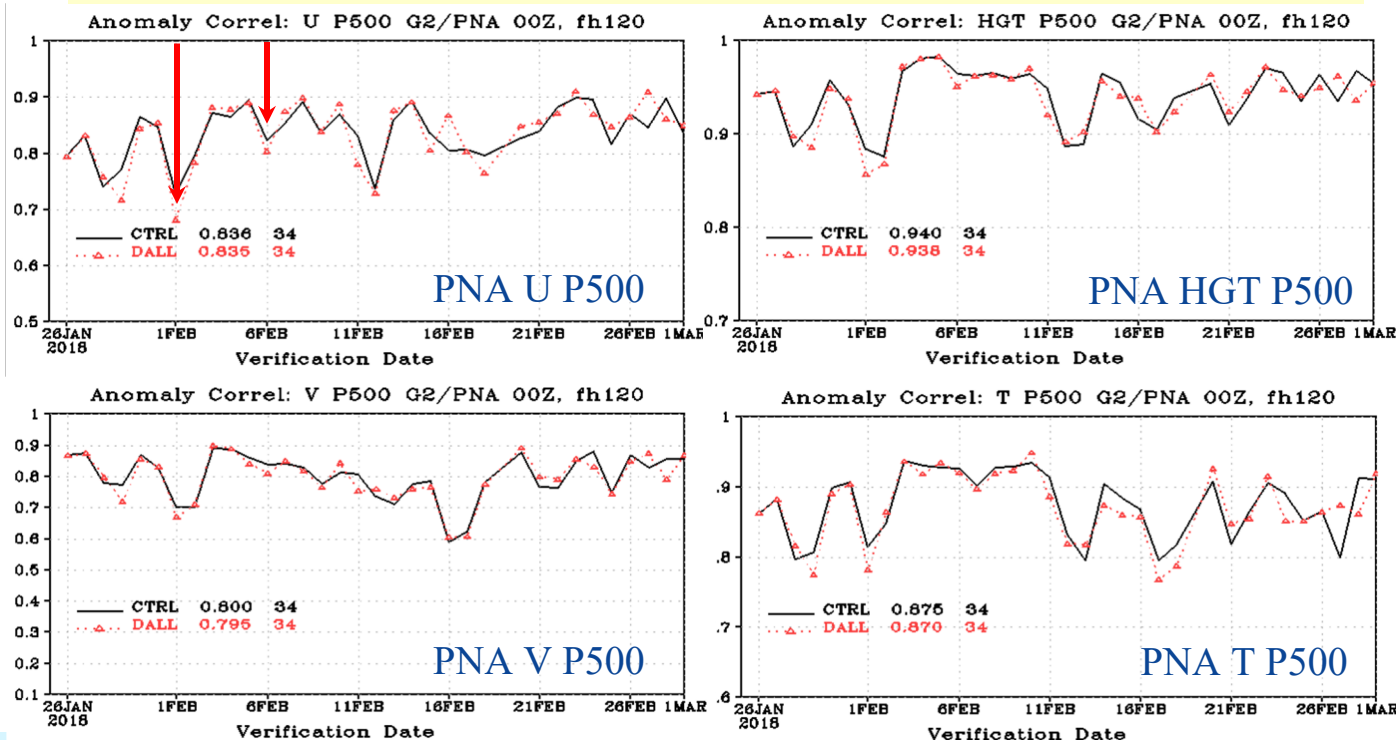 Anomaly Correl: U P500 G2/PNA 00Z, fh120
1
0.9
0.8
0.7
0.6
0.5
CTRL 0.836 34
DALL 0.835 34
PNA U P500
26JAN 1FEB 6FEB 11FEB 16FEB 21FEB 26FEB 1MAR
2018
Verification Date
Anomaly Correl: HGT P500 G2/PNA 00Z, fh120
1
0.9
0.8
0.7
CTRL 0.940 34
DALL 0.938 34
PNA HGT P500
26JAN 1FEB 6FEB 11FEB 16FEB 21FEB 26FEB 1MAR
2018
Verification Date
Anomaly Correl: V P500 G2/PNA 00Z, fh120
1
0.9
0.8
0.7
0.6
0.5
0.4
0.3
0.2
0.1
CTRL 0.800 34
DALL 0.795 34
PNA V P500
26JAN 1FEB 6FEB 11FEB 16FEB 21FEB 26FEB 1MAR
2018
Verification Date
Anomaly Correl: T P500 G2/PNA 00Z, fh120
1
.9
.8
.7
.6
CTRL 0.875 34
DALL 0.870 34
PNA T P500
26JAN 1FEB 6FEB 11FEB 16FEB 21FEB 26FEB 1MAR
2018
Verification Date